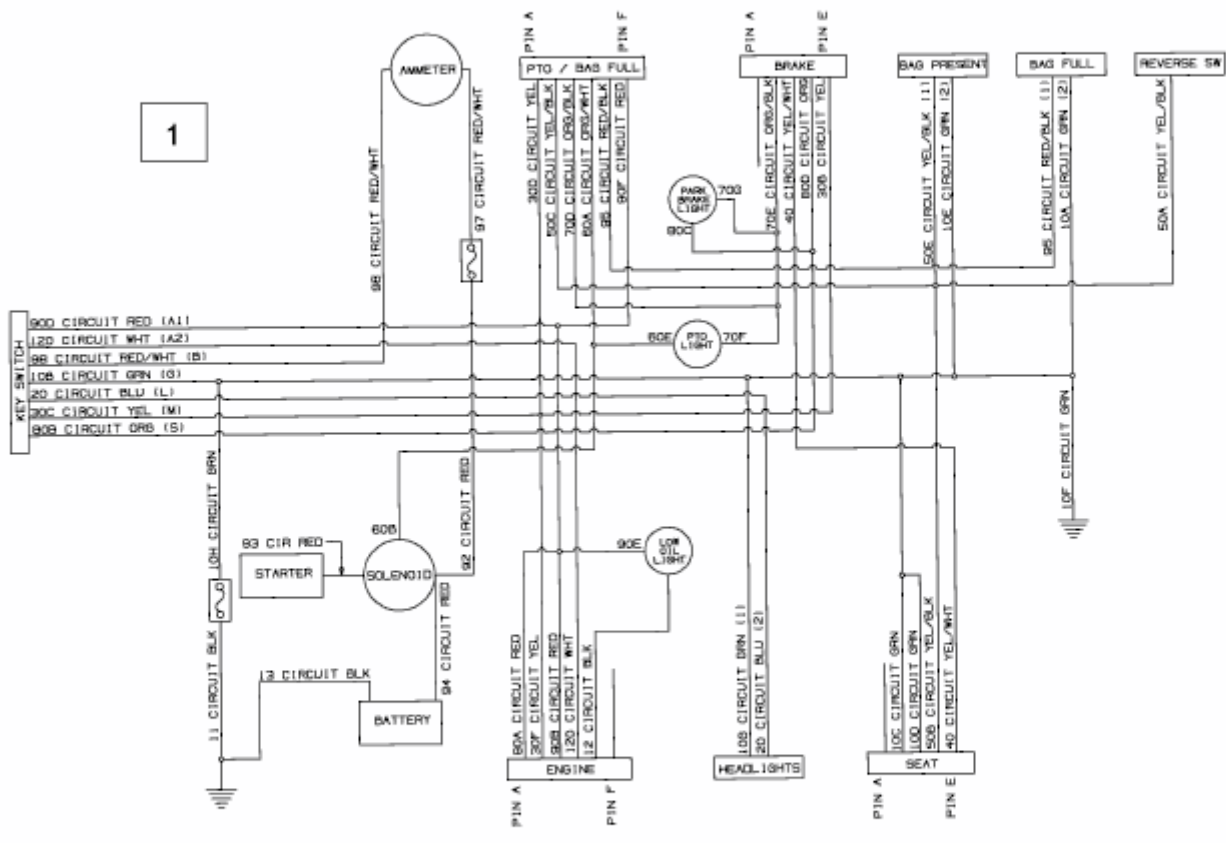 PIN A
PIN F
PIN A
PIN E
AMMETER
PTO / BAG FULL
BRAKE
BAG PRESENT
BAG FULL
REVERSE SW
1
98 CIRCUIT RED/WHT
97 CIRCUIT RED/WHT
30D CIRCUIT YEL
50C CIRCUIT YEL/BLK
70D CIRCUIT ORG/BLK
60A CIRCUIT ORG/WHT
95 CIRCUIT RED/BLK
90F CIRCUIT RED
70E CIRCUIT ORG/BLK
40 CIRCUIT YEL/WHT
80D CIRCUIT ORG
30B CIRCUIT YEL
50E CIRCUIT YEL/BLK (1)
10E CIRCUIT GRN (2)
95 CIRCUIT RED/BLK (1)
10A CIRCUIT GRN (2)
50A CIRCUIT YEL/BLK
PARK
BRAKE
LIGHT
70G
80C
KEY SWITCH
90D CIRCUIT RED (A1)
120 CIRCUIT WHT (A2)
98 CIRCUIT RED/WHT (B)
10B CIRCUIT GRN (G)
20 CIRCUIT BLU (L)
30C CIRCUIT YEL (M)
80B CIRCUIT ORG (S)
60E
PTO
LIGHT
70F
10H CIRCUIT GRN
10F CIRCUIT GRN
60B
92 CIRCUIT RED
93 CIR RED
STARTER
SOLENOID
94 CIRCUIT RED
90E
LOW
OIL
LIGHT
11 CIRCUIT BLK
13 CIRCUIT BLK
BATTERY
80A CIRCUIT RED
30F CIRCUIT YEL
90B CIRCUIT RED
120 CIRCUIT WHT
12 CIRCUIT BLK
10B CIRCUIT GRN (1)
20 CIRCUIT BLU (2)
10C CIRCUIT GRN
10D CIRCUIT GRN
50B CIRCUIT YEL/BLK
40 CIRCUIT YEL/WHT
ENGINE
HEADLIGHTS
SEAT
PIN A
PIN F
PIN A
PIN E